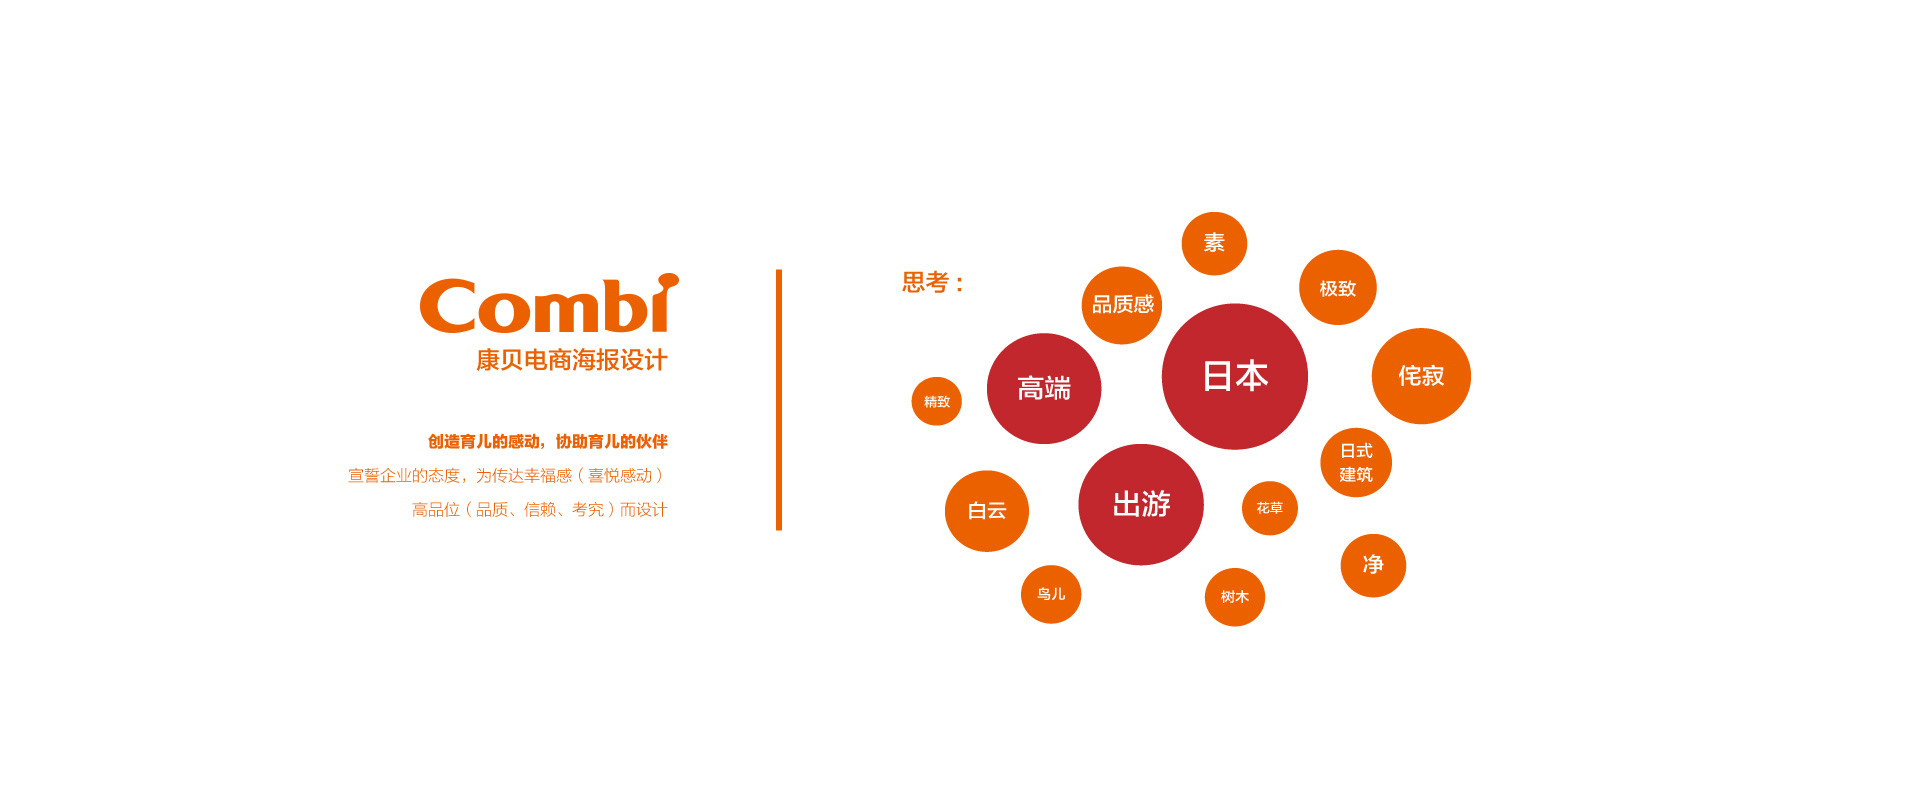 Combi
康贝电商海报设计
创造育儿的感动，协助育儿的伙伴
宣誓企业的态度，为传达幸福感（喜悦感动）
高品位（品质、信赖、考究）而设计
思考：
素
极致
品质感
日本
侘寂
高端
精致
日式
建筑
出游
花草
白云
净
鸟儿
树木